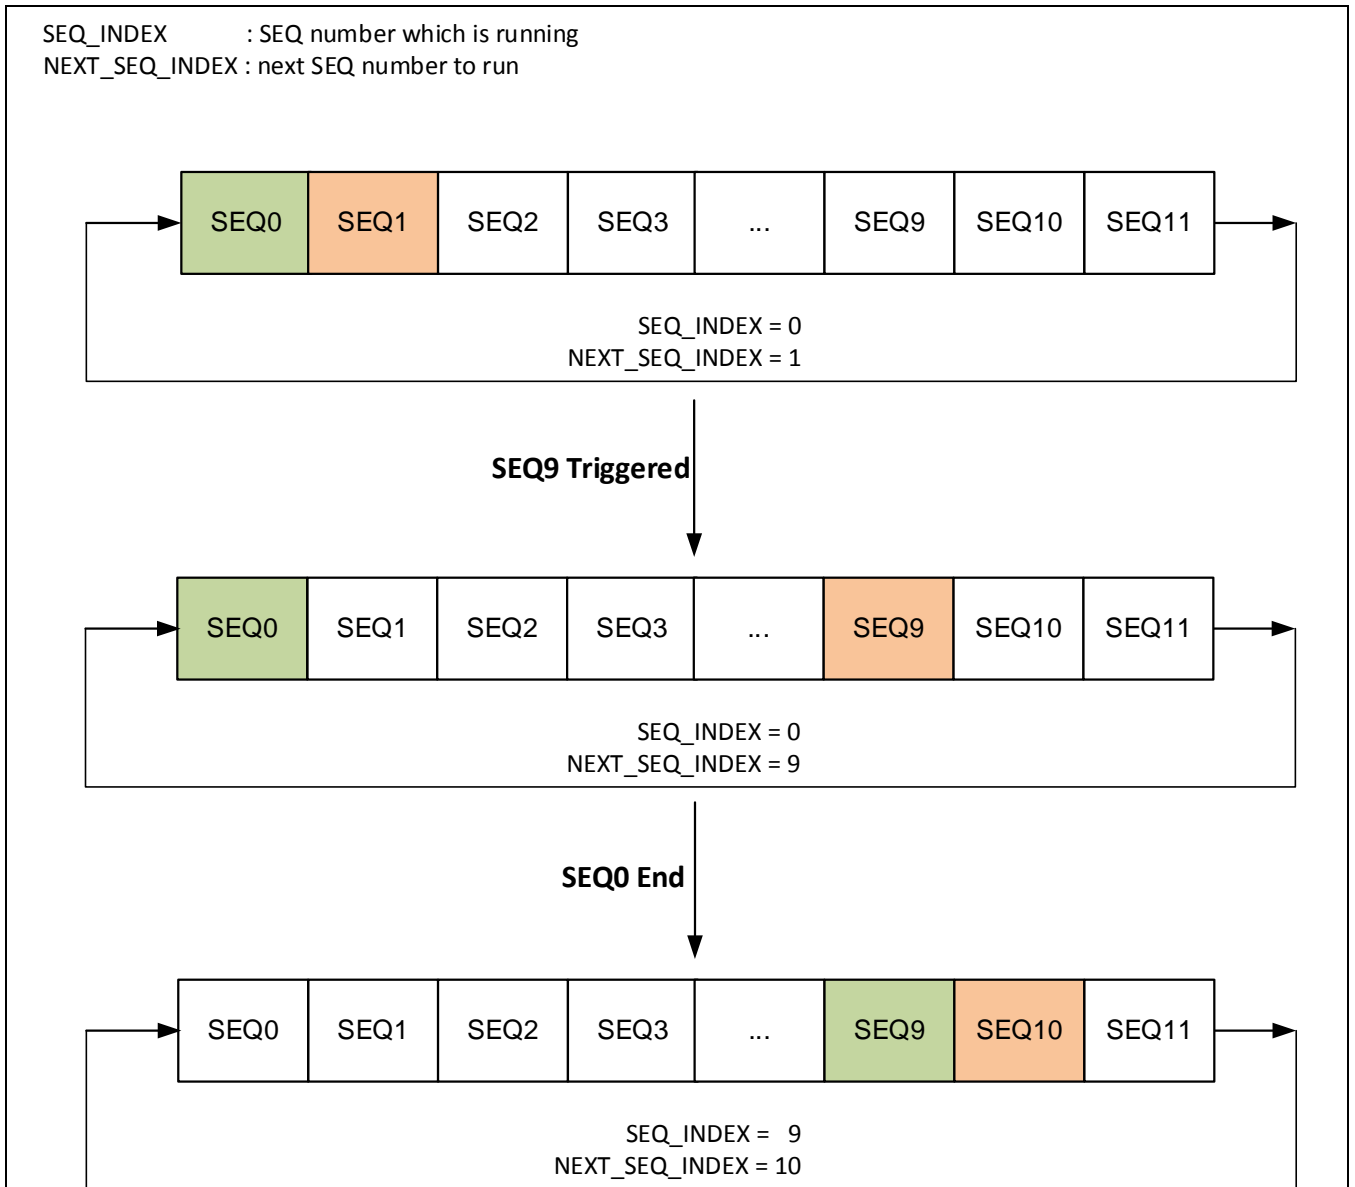 SEQ_INDEX : SEQ number which is running
NEXT_SEQ_INDEX : next SEQ number to run
SEQ0 SEQ1 SEQ2 SEQ3 ... SEQ9 SEQ10 SEQ11
SEQ_INDEX = 0
NEXT_SEQ_INDEX = 1
SEQ9 Triggered
SEQ0 SEQ1 SEQ2 SEQ3 ... SEQ9 SEQ10 SEQ11
SEQ_INDEX = 0
NEXT_SEQ_INDEX = 9
SEQ0 End
SEQ0 SEQ1 SEQ2 SEQ3 ... SEQ9 SEQ10 SEQ11
SEQ_INDEX = 9
NEXT_SEQ_INDEX = 10